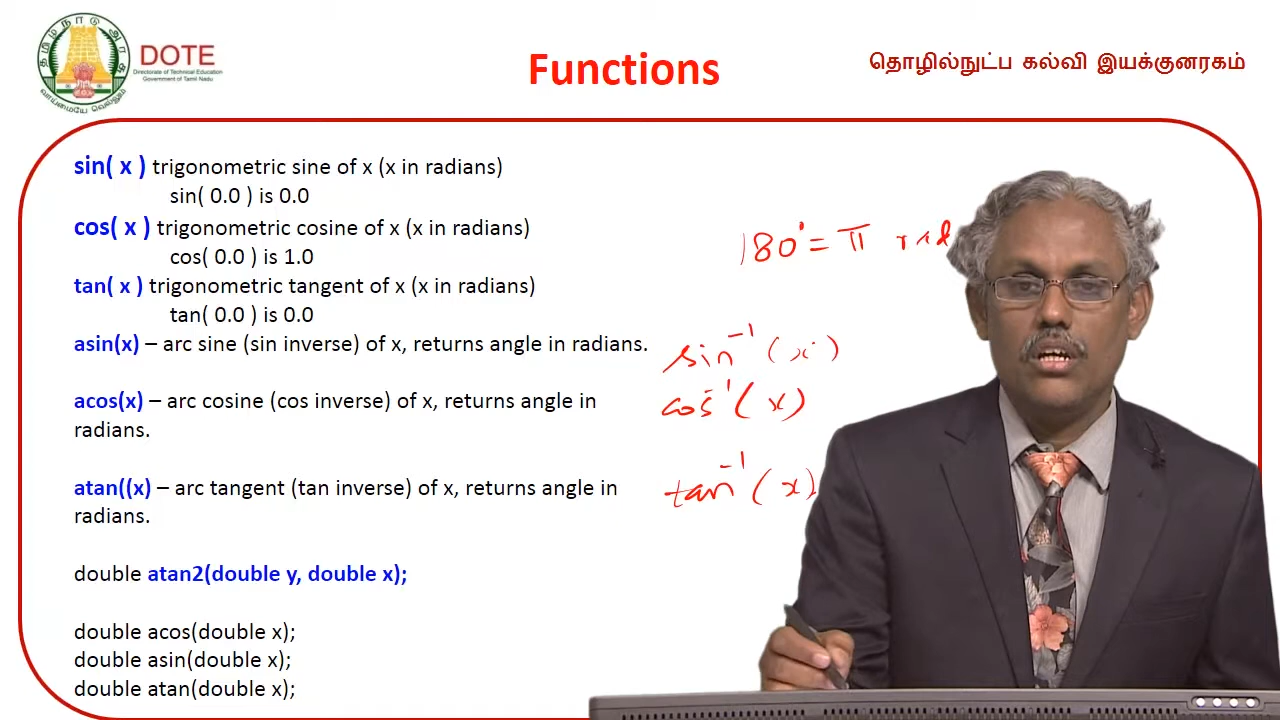 தமிழ் நாடு அரசு
வாய்மையே வெல்லும்
DOTE
Directorate of Technical Education
Government of Tamil Nadu
Functions
தொழில்நுட்ப கல்வி இயக்குனரகம்
sin( x ) trigonometric sine of x (x in radians)
sin( 0.0 ) is 0.0
cos( x ) trigonometric cosine of x (x in radians)
cos( 0.0 ) is 1.0
tan( x ) trigonometric tangent of x (x in radians)
tan( 0.0 ) is 0.0
asin(x) – arc sine (sin inverse) of x, returns angle in radians.
acos(x) – arc cosine (cos inverse) of x, returns angle in
radians.
atan((x) – arc tangent (tan inverse) of x, returns angle in
radians.
double atan2(double y, double x);
double acos(double x);
double asin(double x);
double atan(double x);
180° = π rad
sin⁻¹ (x)
cos⁻¹ (x)
tan⁻¹ (x)